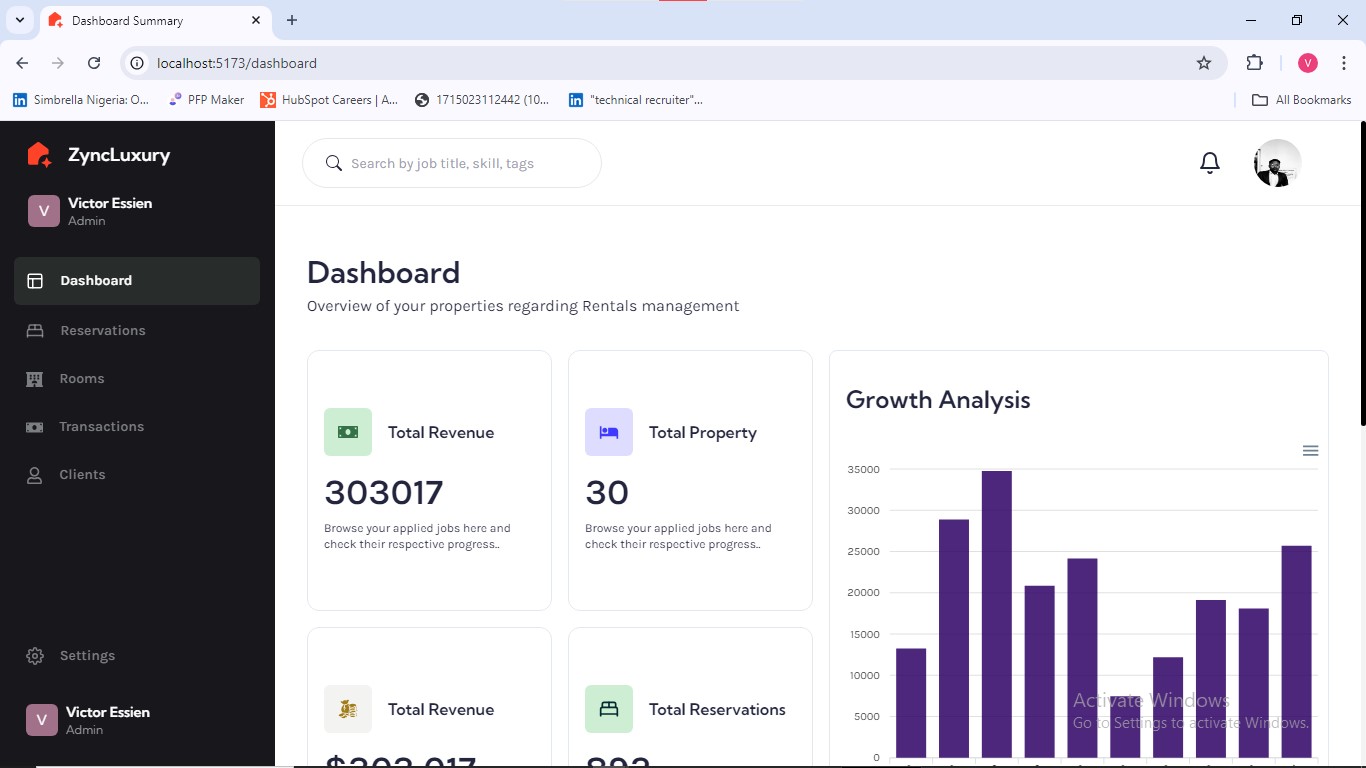 Dashboard Summary
localhost:5173/dashboard
V
Simbrella Nigeria: O...
PFP Maker
HubSpot Careers | A...
1715023112442 (10...
"technical recruiter"...
All Bookmarks
ZyncLuxury
V
Victor Essien
Admin
Dashboard
Reservations
Rooms
Transactions
Clients
Settings
V
Victor Essien
Admin
Search by job title, skill, tags
Dashboard
Overview of your properties regarding Rentals management
Total Revenue
303017
Browse your applied jobs here and
check their respective progress..
Total Property
30
Browse your applied jobs here and
check their respective progress..
Total Revenue
$303,017
Total Reservations
Growth Analysis
35000
30000
25000
20000
15000
10000
5000
0
Activate Windows
Go to Settings to activate Windows.